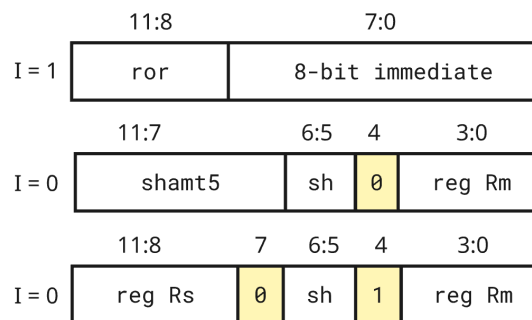 11:8 7:0
I = 1 ror 8-bit immediate
11:7 6:5 4 3:0
I = 0 shamt5 sh 0 reg Rm
11:8 7 6:5 4 3:0
I = 0 reg Rs 0 sh 1 reg Rm